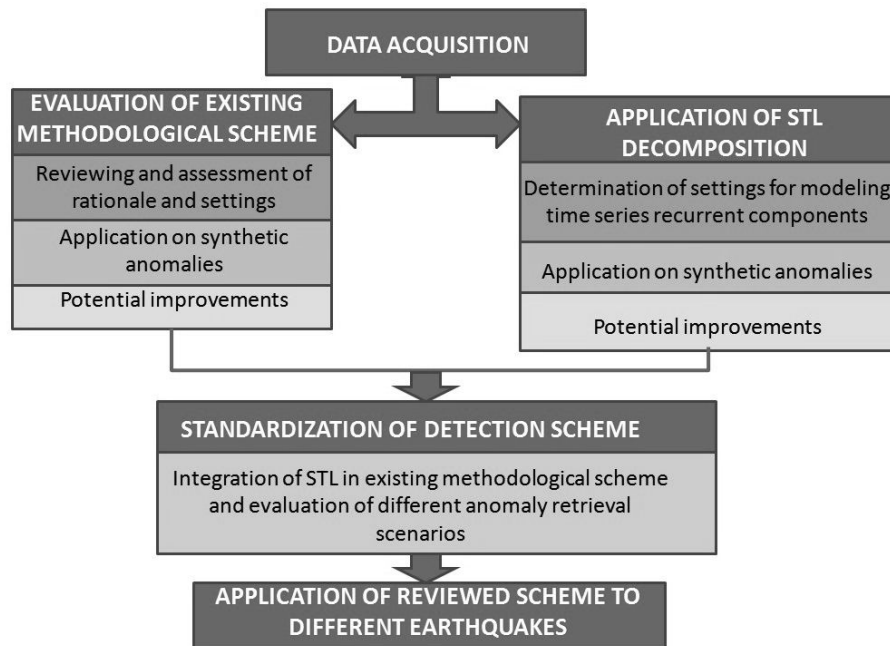 DATA ACQUISITION
EVALUATION OF EXISTING
METHODOLOGICAL SCHEME
Reviewing and assessment of
rationale and settings
Application on synthetic
anomalies
Potential improvements
APPLICATION OF STL
DECOMPOSITION
Determination of settings for modeling
time series recurrent components
Application on synthetic anomalies
Potential improvements
STANDARDIZATION OF DETECTION SCHEME
Integration of STL in existing methodological scheme
and evaluation of different anomaly retrieval
scenarios
APPLICATION OF REVIEWED SCHEME TO
DIFFERENT EARTHQUAKES